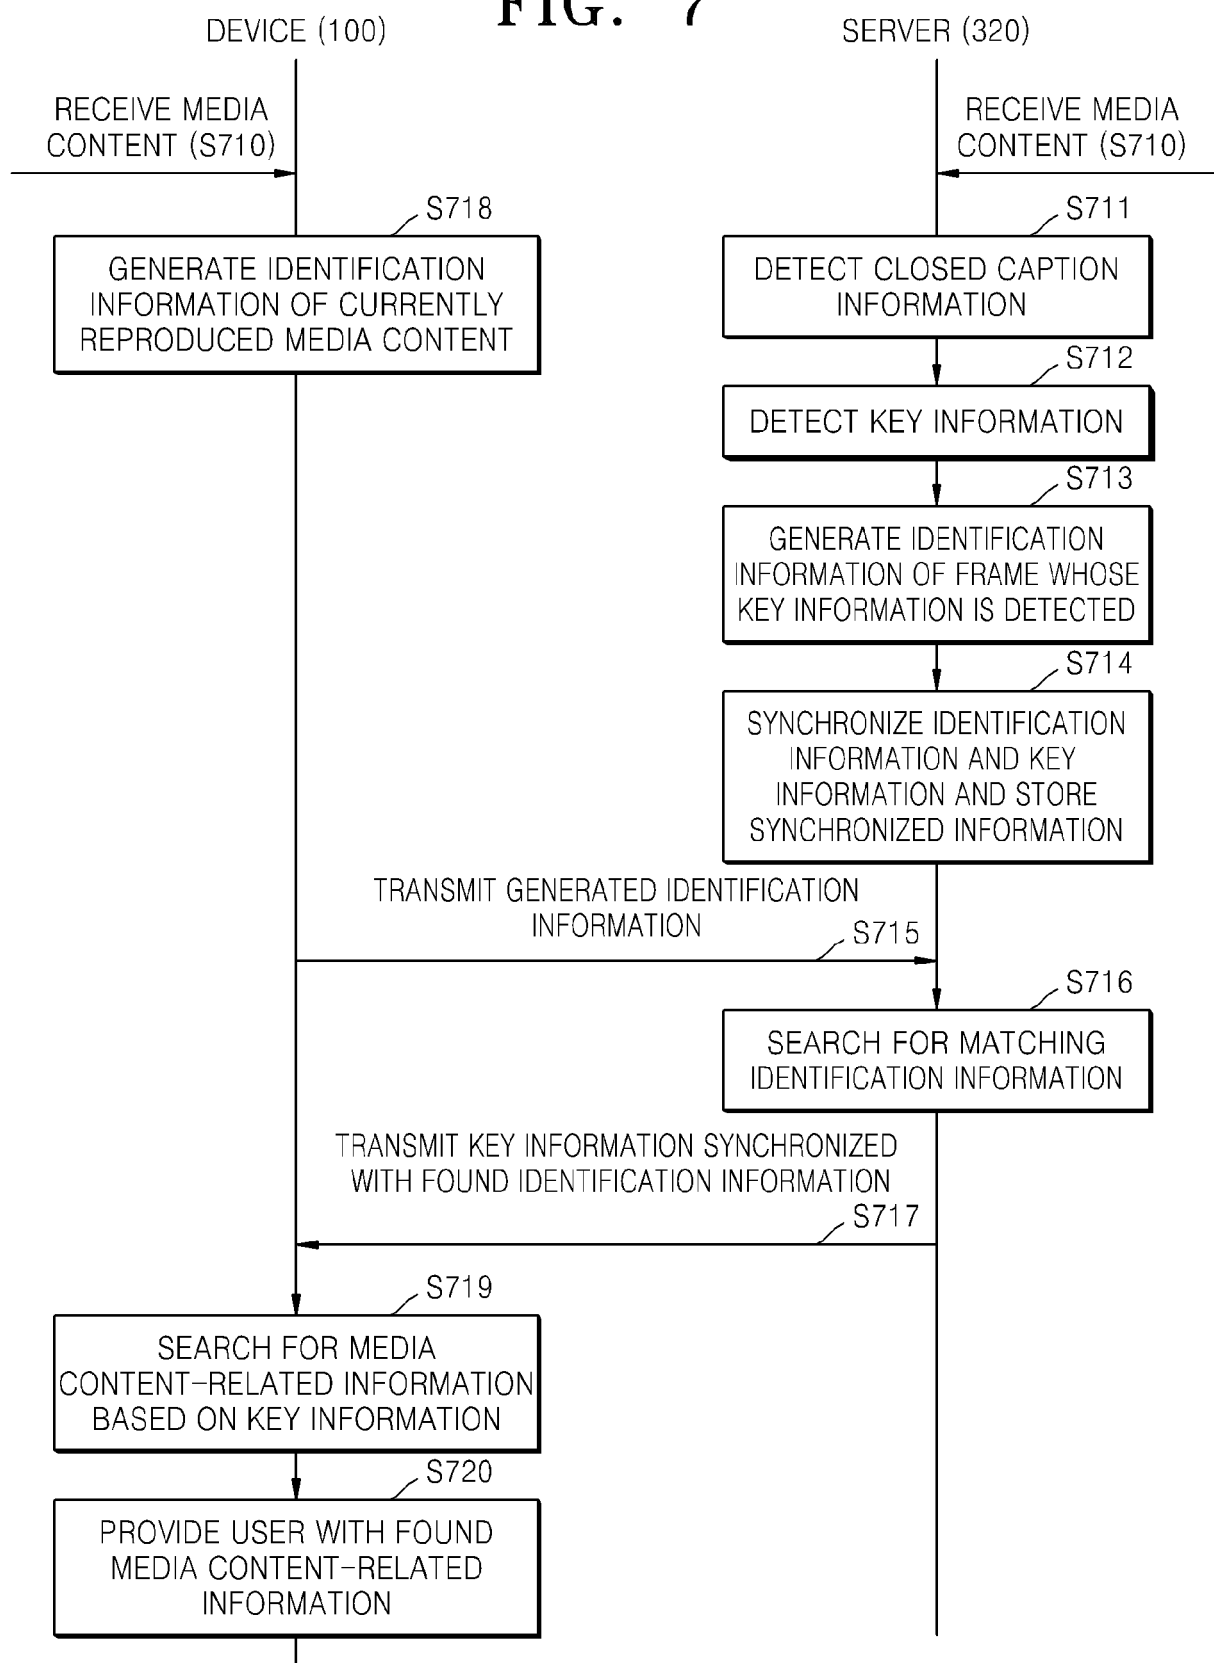 FIG. 7
DEVICE (100)
SERVER (320)
RECEIVE MEDIA
CONTENT (S710)
RECEIVE MEDIA
CONTENT (S710)
S718
GENERATE IDENTIFICATION
INFORMATION OF CURRENTLY
REPRODUCED MEDIA CONTENT
S711
DETECT CLOSED CAPTION
INFORMATION
S712
DETECT KEY INFORMATION
S713
GENERATE IDENTIFICATION
INFORMATION OF FRAME WHOSE
KEY INFORMATION IS DETECTED
S714
SYNCHRONIZE IDENTIFICATION
INFORMATION AND KEY
INFORMATION AND STORE
SYNCHRONIZED INFORMATION
TRANSMIT GENERATED IDENTIFICATION
INFORMATION
S715
S716
SEARCH FOR MATCHING
IDENTIFICATION INFORMATION
TRANSMIT KEY INFORMATION SYNCHRONIZED
WITH FOUND IDENTIFICATION INFORMATION
S717
S719
SEARCH FOR MEDIA
CONTENT-RELATED INFORMATION
BASED ON KEY INFORMATION
S720
PROVIDE USER WITH FOUND
MEDIA CONTENT-RELATED
INFORMATION